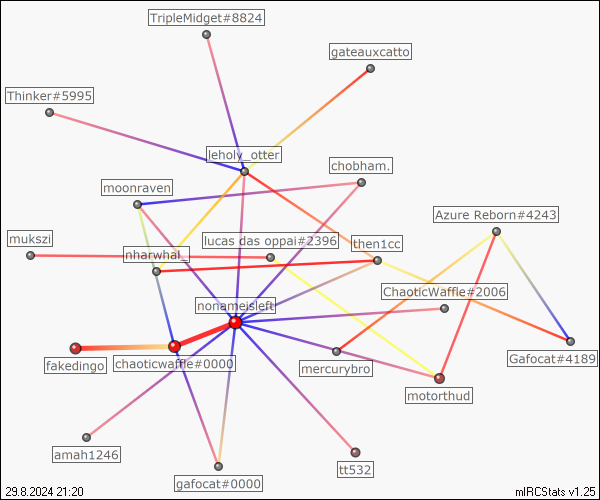 TripleMidget#8824
gateauxcatto
Thinker#5995
leholy_otter
chobham.
moonraven
Azure Reborn#4243
mukszi
lucas das oppai#2396
then1cc
nharwhal_
ChaoticWaffle#2006
nonameisleft
Gafocat#4189
fakedingo
chaoticwaffle#0000
mercurybro
motorthud
amah1246
tt532
gafocat#0000
29.8.2024 21:20
mIRCStats v1.25